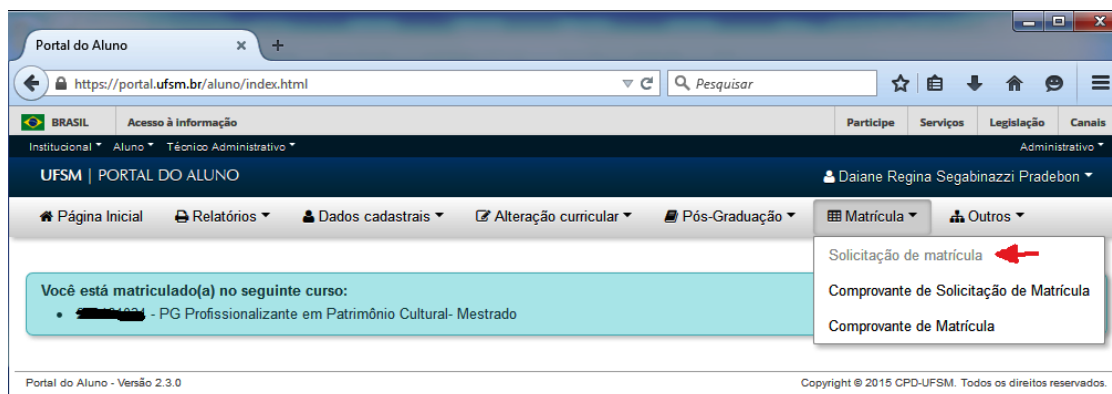 Portal do Aluno
https://portal.ufsm.br/aluno/index.html
Pesquisar
BRASIL Acesso à informação Participe Serviços Legislação Canais
Institucional Aluno Técnico Administrativo Administrativo
UFSM | PORTAL DO ALUNO Daiane Regina Segabinazzi Pradebon
Página Inicial Relatórios Dados cadastrais Alteração curricular Pós-Graduação Matrícula Outros
Solicitação de matrícula
Comprovante de Solicitação de Matrícula
Comprovante de Matrícula
Você está matriculado(a) no seguinte curso:
- PG Profissionalizante em Patrimônio Cultural- Mestrado
Portal do Aluno - Versão 2.3.0 Copyright © 2015 CPD-UFSM. Todos os direitos reservados.